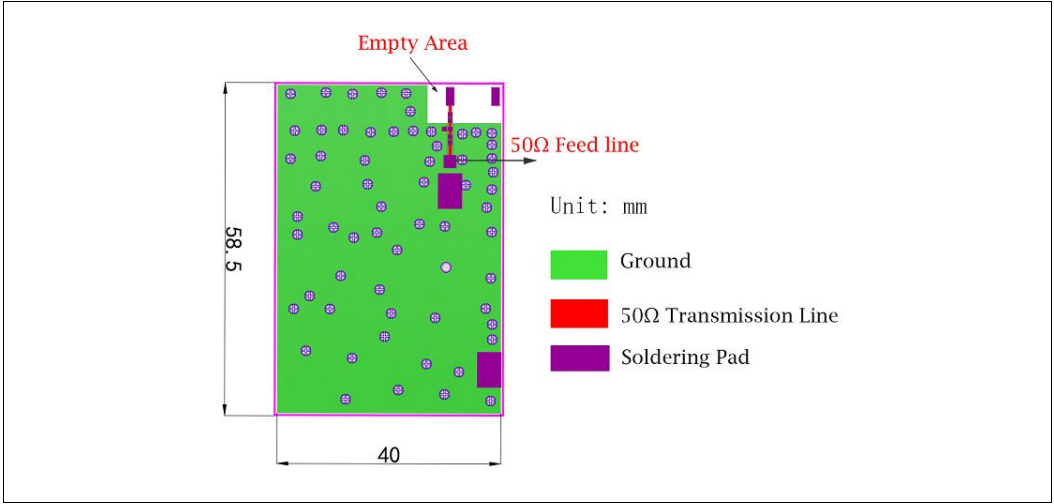 Empty Area
50Ω Feed line
Unit: mm
58.5
Ground
50Ω Transmission Line
Soldering Pad
40